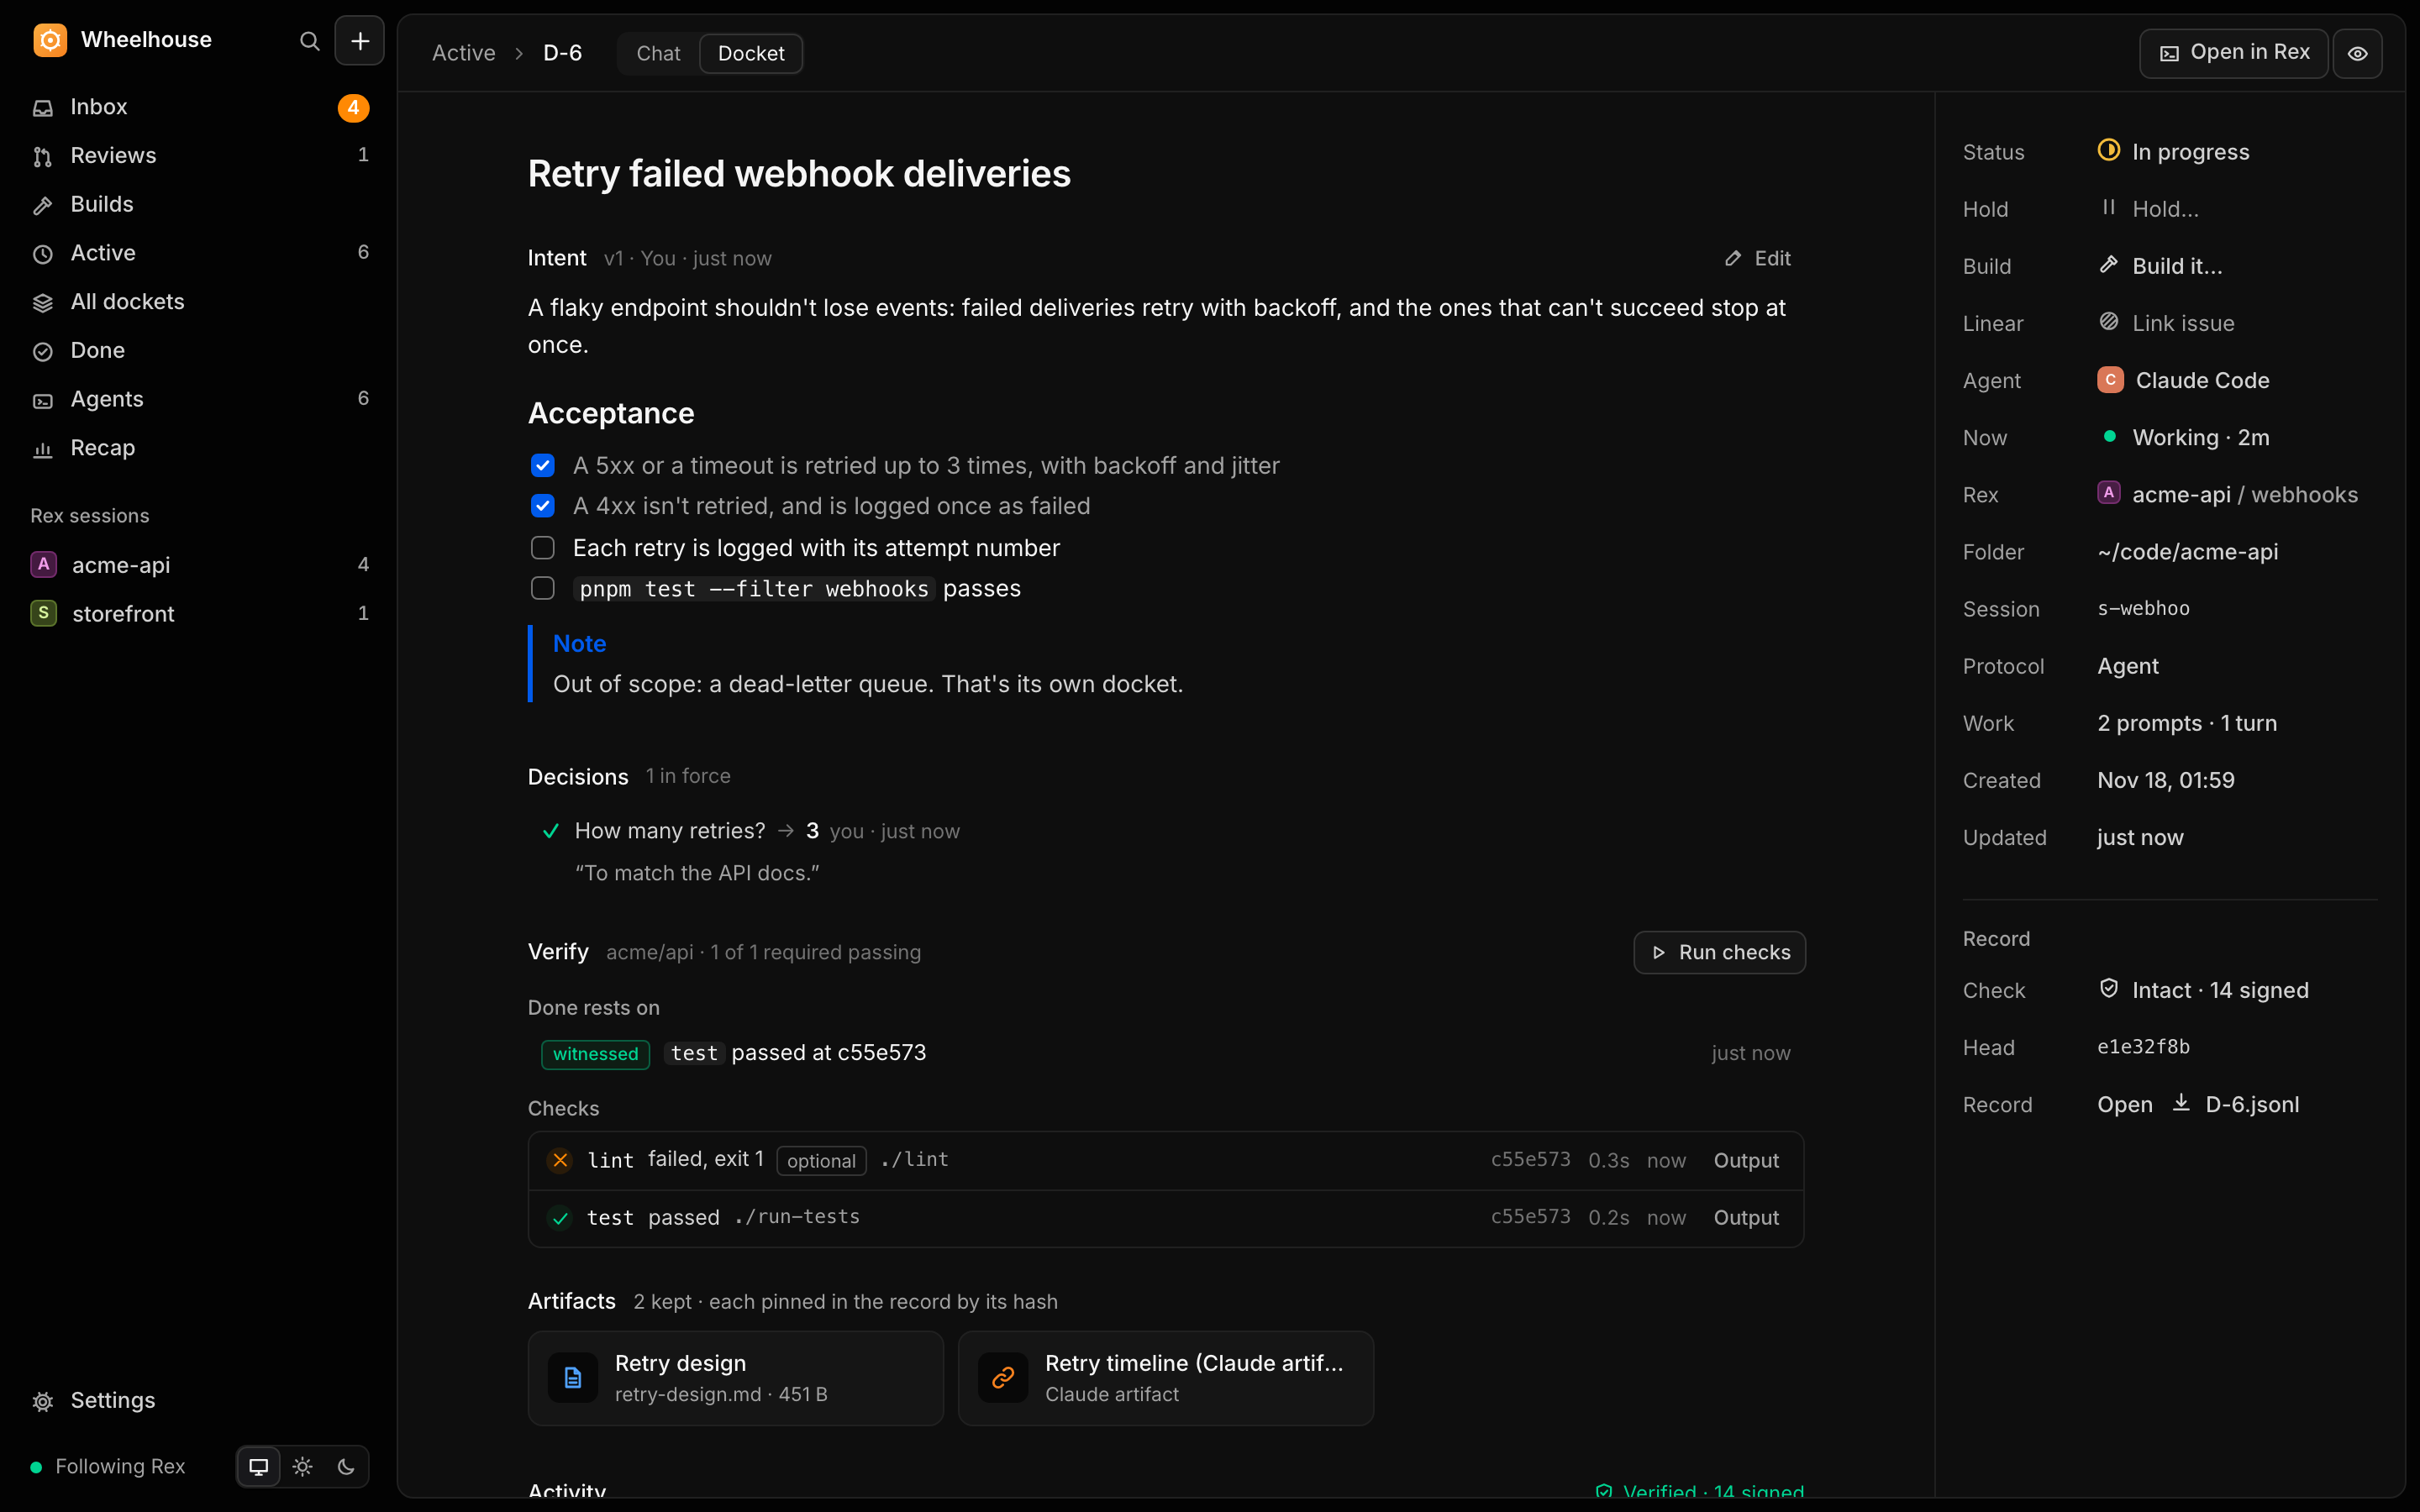 Wheelhouse
Inbox 4
Reviews 1
Builds
Active 6
All dockets
Done
Agents 6
Recap
Rex sessions
A acme-api 4
S storefront 1
Settings
Following Rex
Active > D-6 Chat Docket
Open in Rex
Retry failed webhook deliveries
Intent v1 · You · just now Edit
A flaky endpoint shouldn't lose events: failed deliveries retry with backoff, and the ones that can't succeed stop at
once.
Acceptance
A 5xx or a timeout is retried up to 3 times, with backoff and jitter
A 4xx isn't retried, and is logged once as failed
Each retry is logged with its attempt number
pnpm test --filter webhooks passes
Note
Out of scope: a dead-letter queue. That's its own docket.
Decisions 1 in force
How many retries? → 3 you · just now
“To match the API docs.”
Verify acme/api · 1 of 1 required passing Run checks
Done rests on
witnessed test passed at c55e573 just now
Checks
lint failed, exit 1 optional ./lint c55e573 0.3s now Output
test passed ./run-tests c55e573 0.2s now Output
Artifacts 2 kept · each pinned in the record by its hash
Retry design
retry-design.md · 451 B
Retry timeline (Claude artif...
Claude artifact
Activity Verified · 14 signed
Status In progress
Hold Hold...
Build Build it...
Linear Link issue
Agent C Claude Code
Now Working · 2m
Rex A acme-api / webhooks
Folder ~/code/acme-api
Session s-webhoo
Protocol Agent
Work 2 prompts · 1 turn
Created Nov 18, 01:59
Updated just now
Record
Check Intact · 14 signed
Head e1e32f8b
Record Open D-6.jsonl